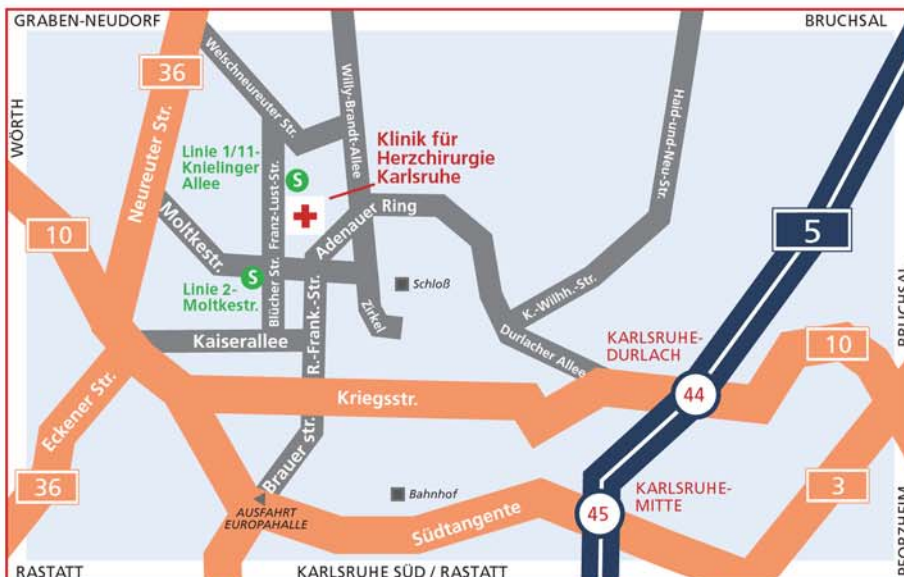 GRABEN-NEUDORF
BRUCHSAL
36
WÖRTH
Neureuter Str.
Welschneureuter Str.
Willy-Brandt-Allee
Haid-und-Neu-Str.
Linie 1/11-
Knielinger
Allee
S
Franz-Lust-Str.
Klinik für
Herzchirurgie
Karlsruhe
Adenauer Ring
5
10
Moltkestr.
S
Linie 2-
Moltkestr.
Blücher Str.
R.-Frank.-Str.
Zirkel
Schloß
K.-Wilhh.-Str.
Durlacher Allee
BRUCHSAL
Kaiserallee
KARLSRUHE-
DURLACH
10
44
Eckener Str.
Kriegsstr.
36
Brauer str.
AUSFAHRT
EUROPAHALLE
Bahnhof
Südtangente
45
KARLSRUHE-
MITTE
3
PFORZHEIM
RASTATT
KARLSRUHE SÜD / RASTATT